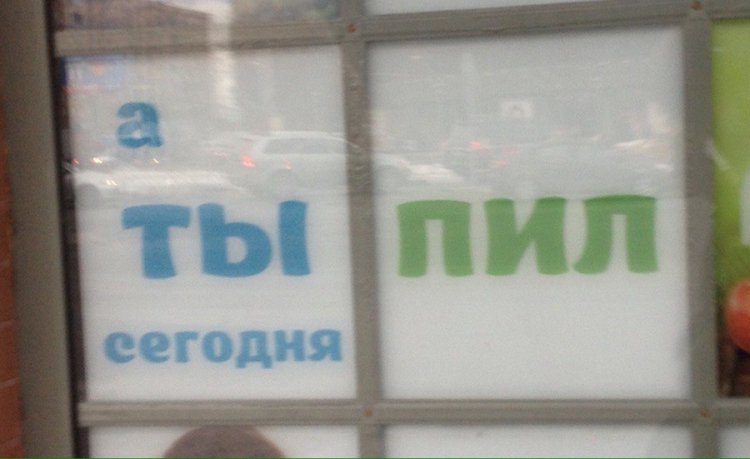 а
ты пил
сегодня